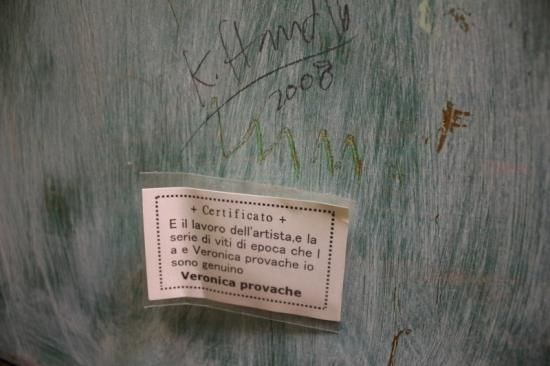 2008
+ Certificato +
E il lavoro dell'artista,e la
serie di viti di epoca che l
a e Veronica provache io
sono genuino
Veronica provache